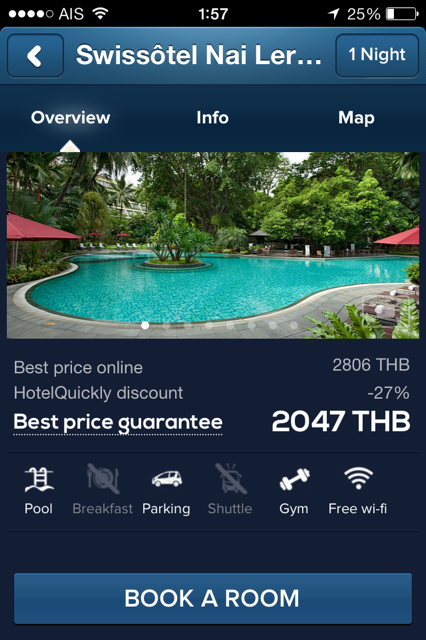 AIS 1:57 25%
Swissôtel Nai Ler... 1 Night
Overview Info Map
Best price online 2806 THB
HotelQuickly discount -27%
Best price guarantee 2047 THB
Pool Breakfast Parking Shuttle Gym Free wi-fi
BOOK A ROOM